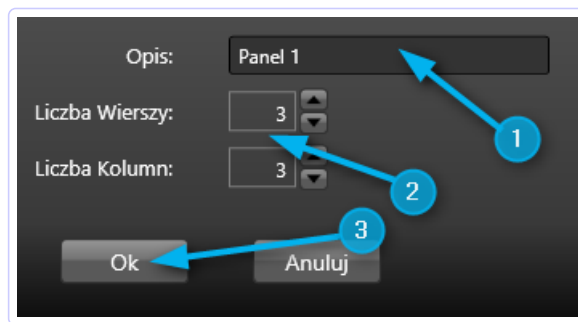 Opis: Panel 1
1
Liczba Wierszy: 3
Liczba Kolumn: 3
2
3
Ok Anuluj